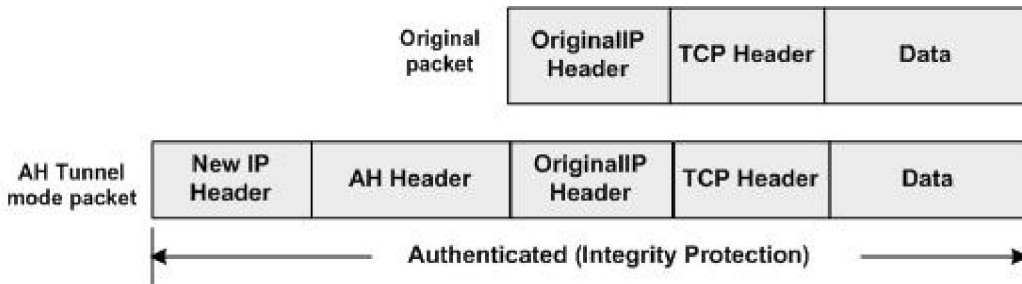 Original
packet
OriginalIP
Header
TCP Header
Data
AH Tunnel
mode packet
New IP
Header
AH Header
OriginalIP
Header
TCP Header
Data
Authenticated (Integrity Protection)